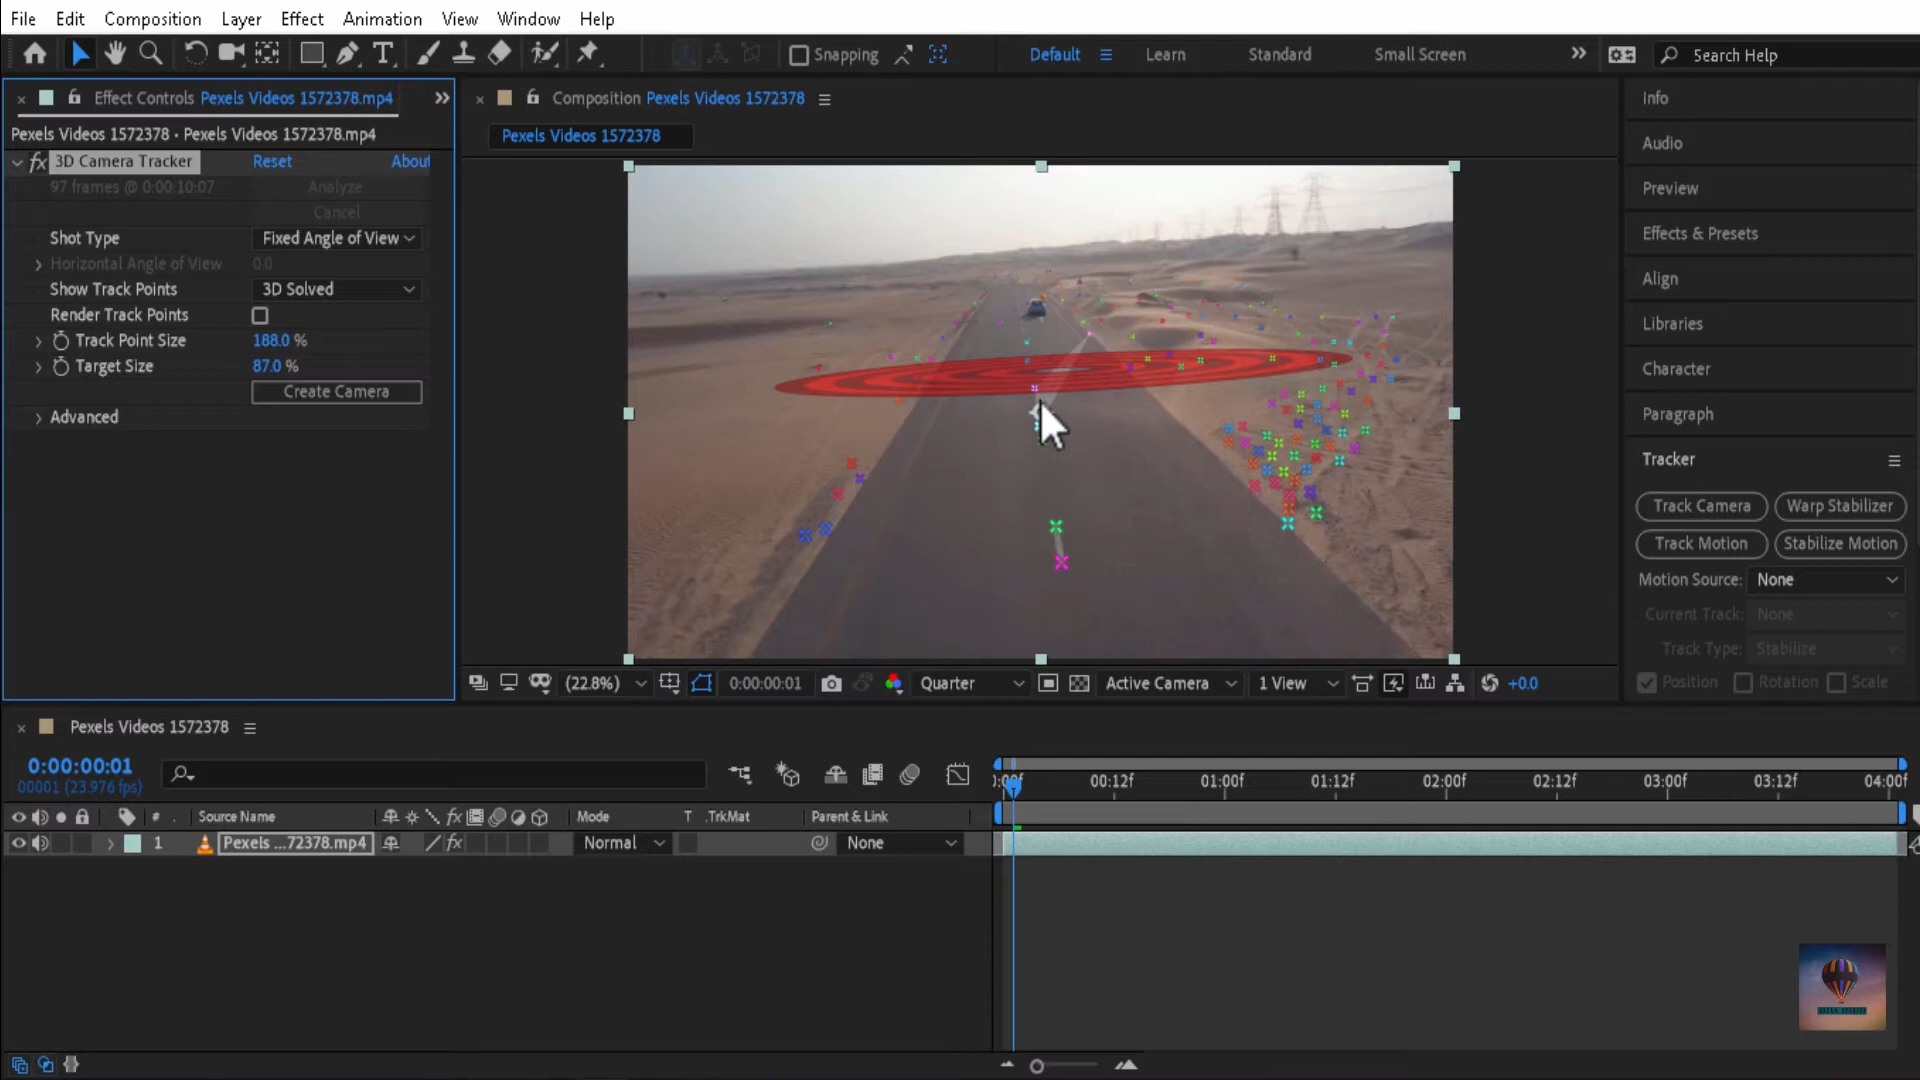 File Edit Composition Layer Effect Animation View Window Help
Snapping Default Learn Standard Small Screen Search Help
Effect Controls Pexels Videos 1572378.mp4
Pexels Videos 1572378 • Pexels Videos 1572378.mp4
fx 3D Camera Tracker Reset About
97 frames @ 0:00:10:07 Analyze
Cancel
Shot Type Fixed Angle of View
Horizontal Angle of View 0.0
Show Track Points 3D Solved
Render Track Points
Track Point Size 188.0 %
Target Size 87.0 %
Create Camera
Advanced
Composition Pexels Videos 1572378
Pexels Videos 1572378
(22.8%) 0:00:00:01 Quarter Active Camera 1 View +0.0
Info
Audio
Preview
Effects & Presets
Align
Libraries
Character
Paragraph
Tracker
Track Camera Warp Stabilizer
Track Motion Stabilize Motion
Motion Source: None
Current Track: None
Track Type: Stabilize
Position Rotation Scale
Pexels Videos 1572378
0:00:00:01
00001 (23.976 fps)
00:12f 01:00f 01:12f 02:00f 02:12f 03:00f 03:12f 04:00f
# Source Name fx Mode T .TrkMat Parent & Link
1 Pexels ...72378.mp4 fx Normal None